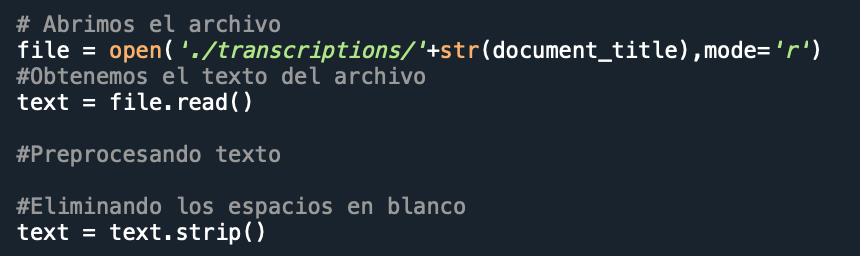 # Abrimos el archivo
file = open('./transcriptions/'+str(document_title),mode='r')
#Obtenemos el texto del archivo
text = file.read()
#Preprocesando texto
#Eliminando los espacios en blanco
text = text.strip()